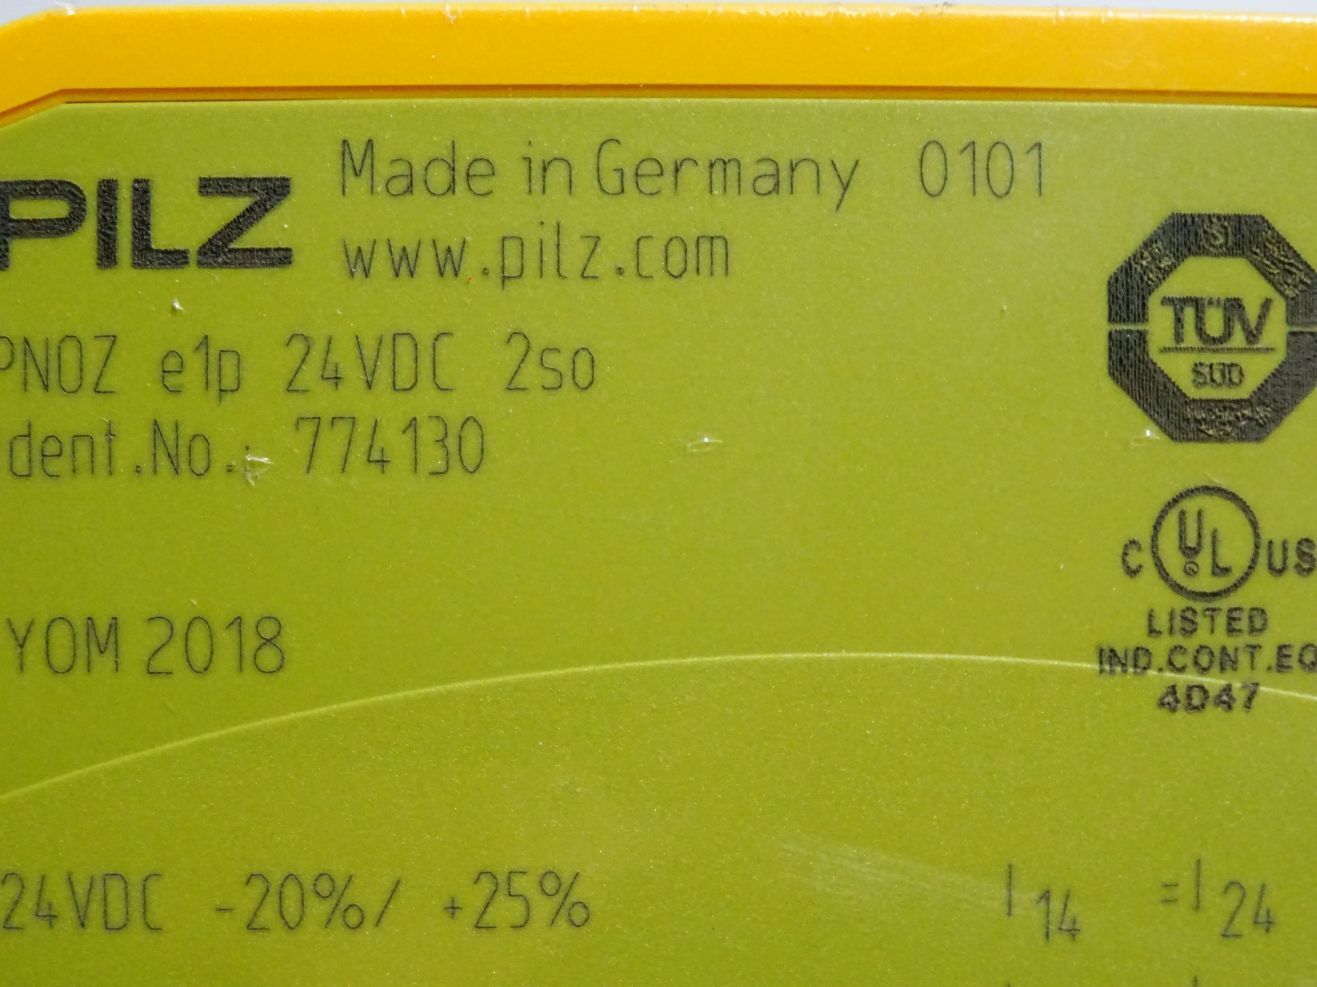 PILZ
Made in Germany 0101
www.pilz.com
PNOZ e1p 24VDC 2so
dent.No.: 774130
YOM 2018
TÜV
SÜD
C UL US
LISTED
IND.CONT.EQ
4D47
24VDC -20%/ +25%
I14 =I24